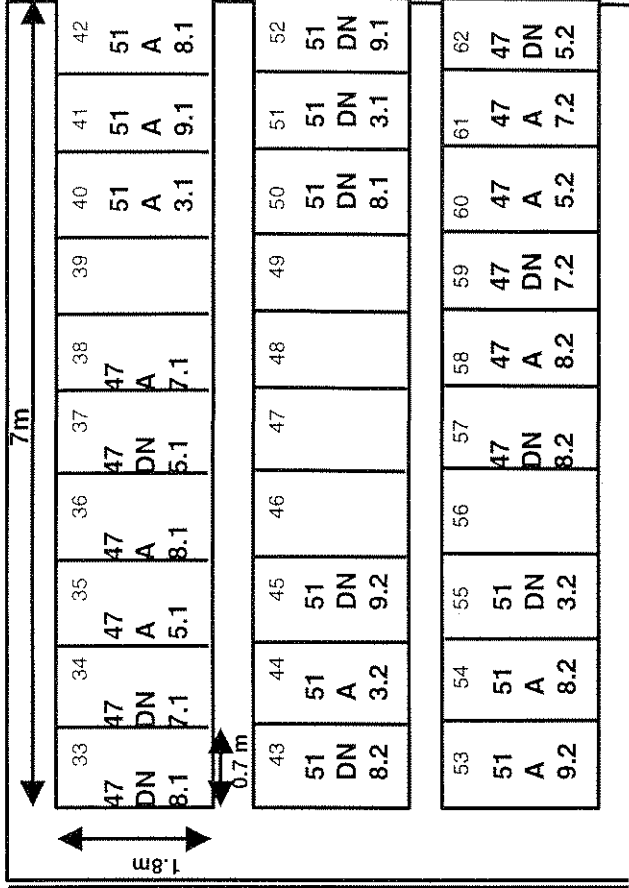 7m
33
47
DN
8.1
34
47
DN
7.1
35
47
A
5.1
36
47
A
8.1
37
47
DN
5.1
38
47
A
7.1
39
40
51
A
3.1
41
51
A
9.1
42
51
A
8.1
1.8m
0.7 m
43
51
DN
8.2
44
51
A
3.2
45
51
DN
9.2
46
47
48
49
50
51
DN
8.1
51
51
DN
3.1
52
51
DN
9.1
53
51
A
9.2
54
51
A
8.2
55
51
DN
3.2
56
57
47
DN
8.2
58
47
A
8.2
59
47
DN
7.2
60
47
A
5.2
61
47
A
7.2
62
47
DN
5.2